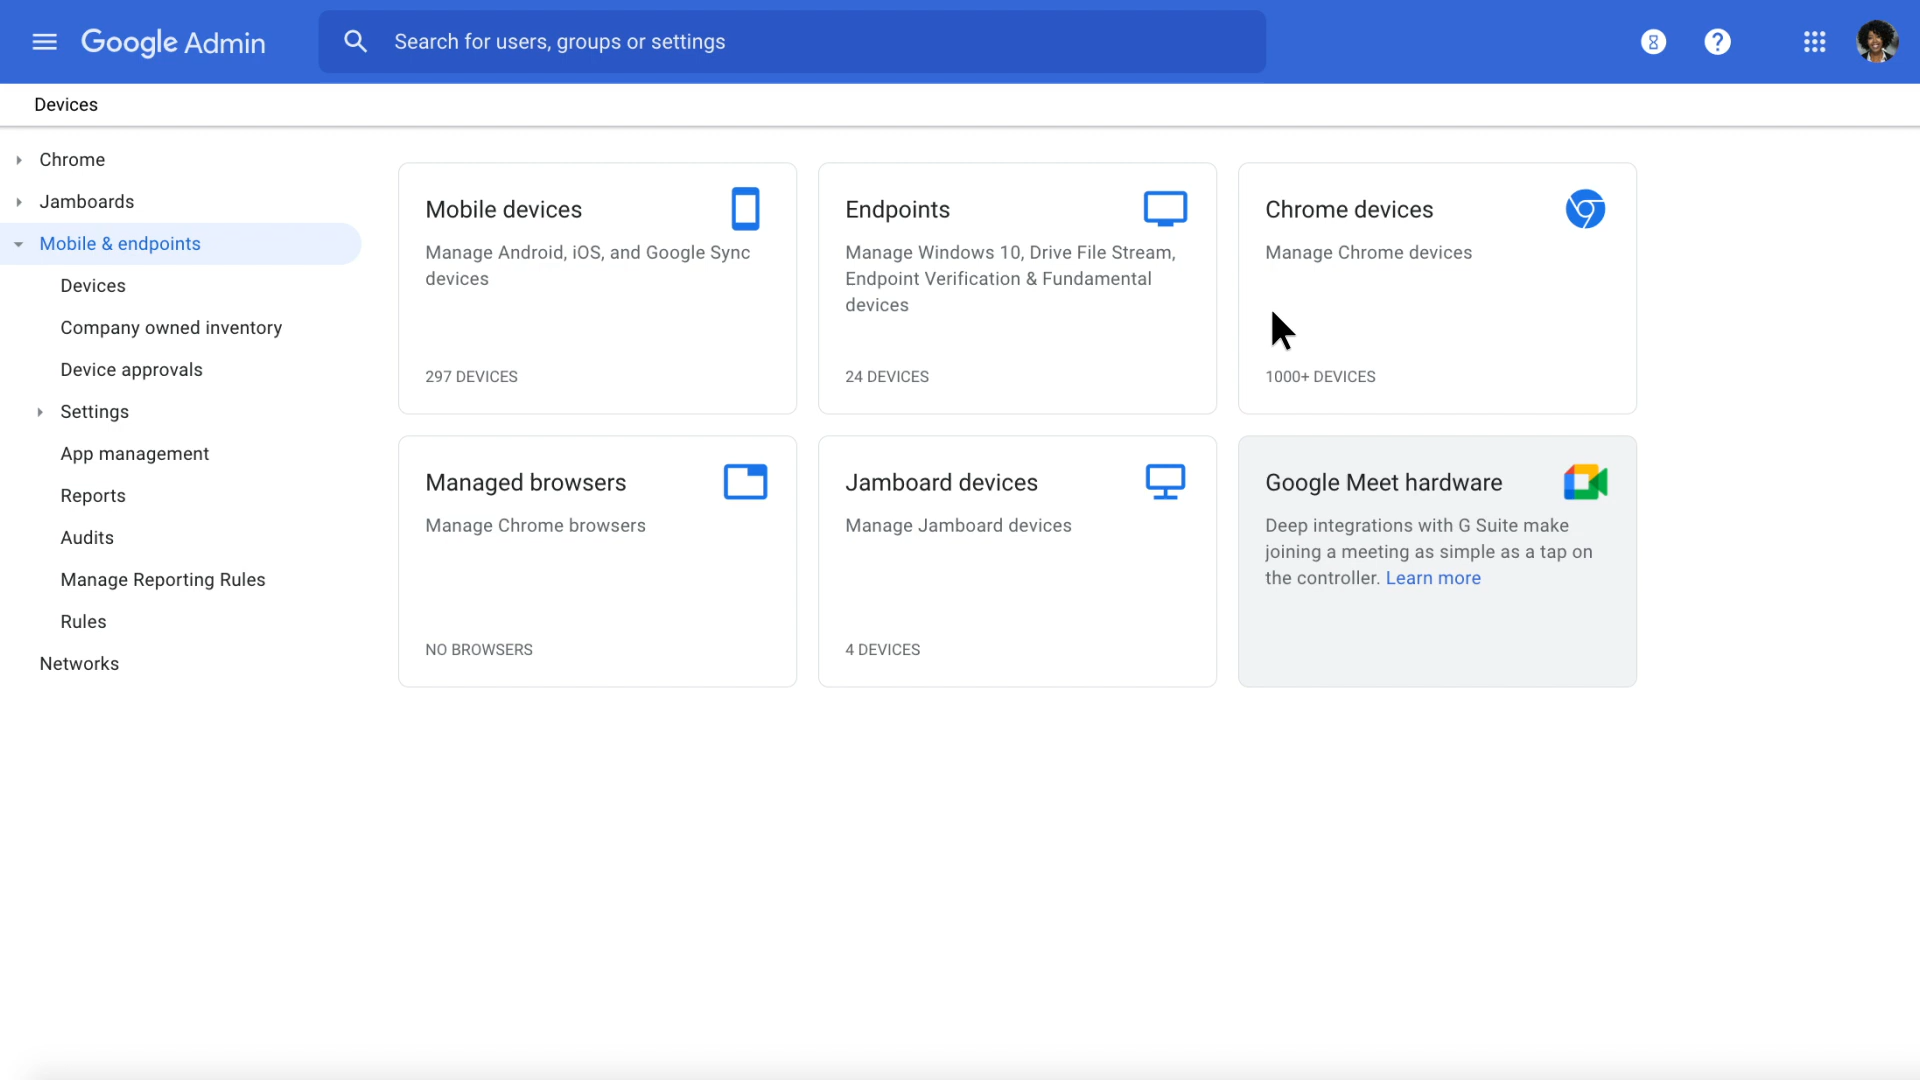 Google Admin
Search for users, groups or settings
Devices
Chrome
Jamboards
Mobile & endpoints
Devices
Company owned inventory
Device approvals
Settings
App management
Reports
Audits
Manage Reporting Rules
Rules
Networks
Mobile devices
Manage Android, iOS, and Google Sync
devices
297 DEVICES
Endpoints
Manage Windows 10, Drive File Stream,
Endpoint Verification & Fundamental
devices
24 DEVICES
Chrome devices
Manage Chrome devices
1000+ DEVICES
Managed browsers
Manage Chrome browsers
NO BROWSERS
Jamboard devices
Manage Jamboard devices
4 DEVICES
Google Meet hardware
Deep integrations with G Suite make
joining a meeting as simple as a tap on
the controller. Learn more